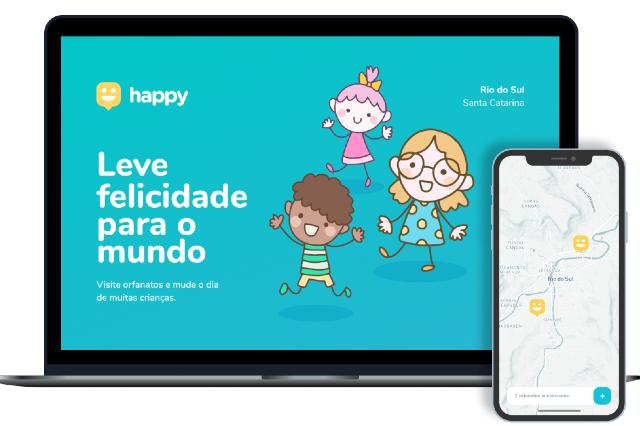 happy
Rio do Sul
Santa Catarina
Leve
felicidade
para o
mundo
Visite orfanatos e mude o dia
de muitas crianças.
Rio do Sul
2 orfanatos encontrados
+